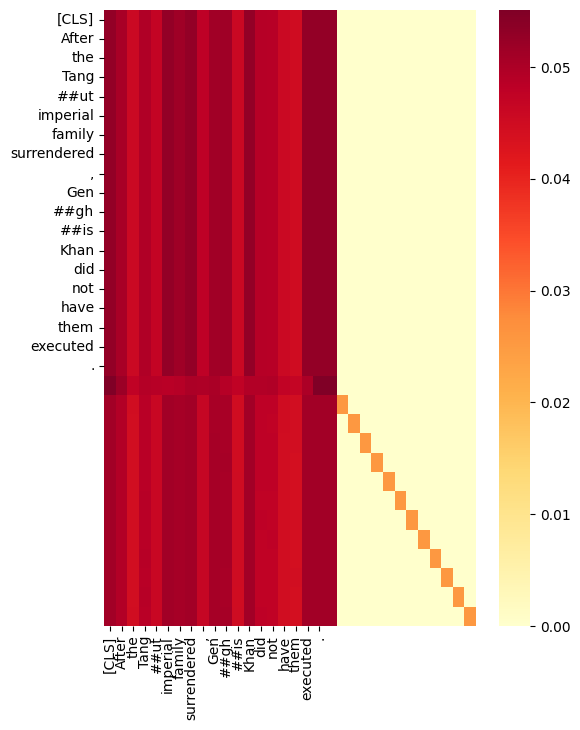 [CLS]
After
the
Tang
##ut
imperial
family
surrendered
,
Gen
##gh
##is
Khan
did
not
have
them
executed
.
0.05
0.04
0.03
0.02
0.01
0.00
[CLS]
After
the
Tang
##ut
imperial
family
surrendered
,
Gen
##gh
##is
Khan
did
not
have
them
executed
.